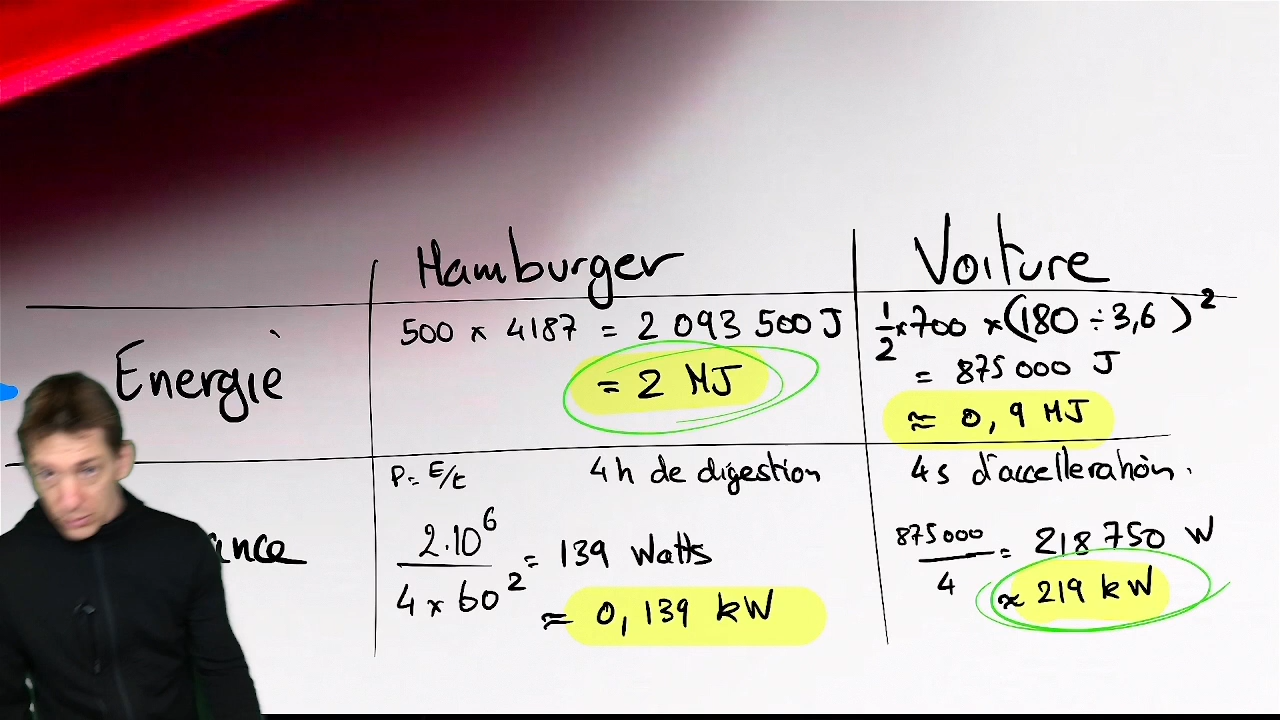 Hamburger
Voiture
Energie
500 × 4187 = 2 093 500 J
= 2 MJ
1/2 × 700 × (180 ÷ 3,6)²
= 875 000 J
≈ 0,9 MJ
ance
P = E/t
4h de digestion
2.10⁶ / 4 × 60² = 139 Watts
≈ 0,139 kW
4s d'accelleration.
875 000 / 4 = 218 750 W
≈ 219 kW